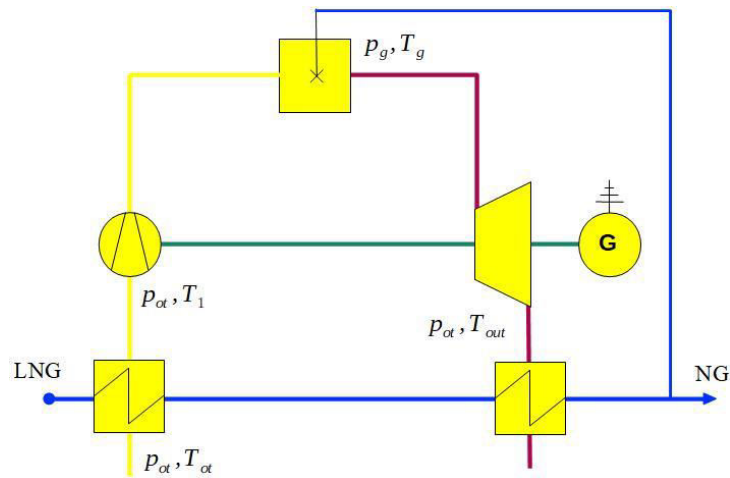 p_g, T_g
G
p_ot, T_1
p_ot, T_out
LNG
NG
p_ot, T_ot